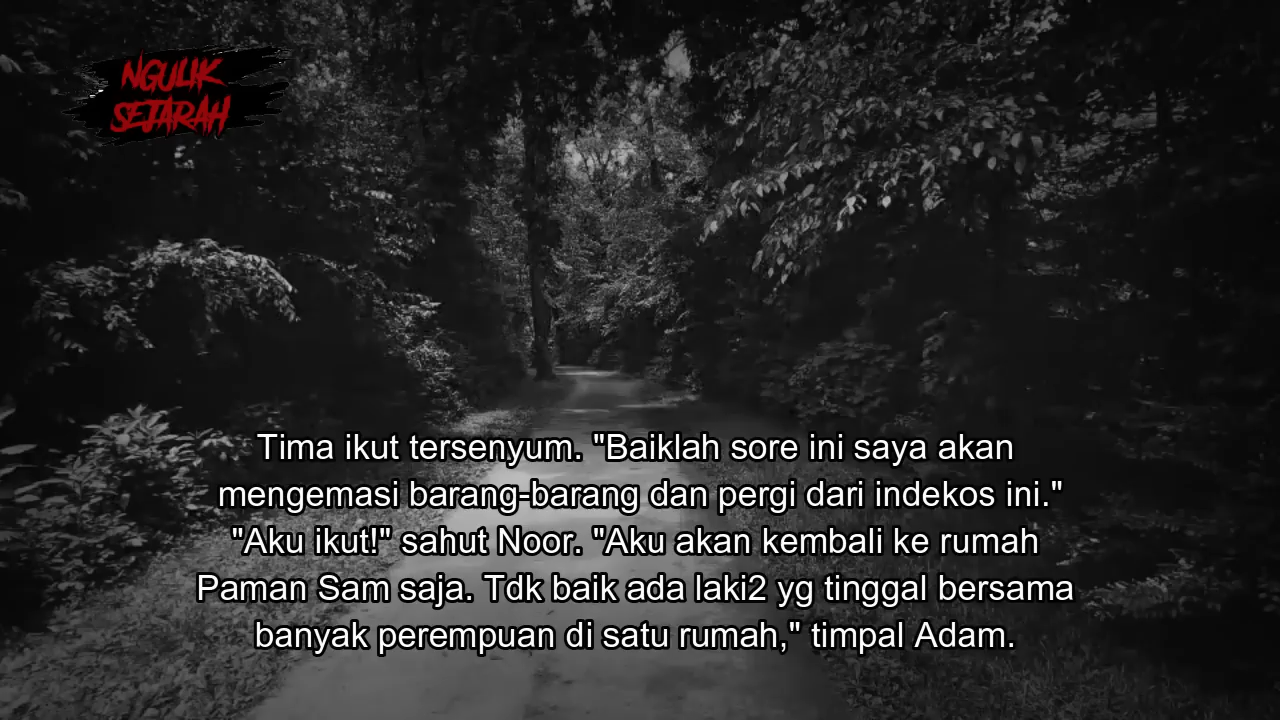 NGULIK
SEJARAH
Tima ikut tersenyum. "Baiklah sore ini saya akan
mengemasi barang-barang dan pergi dari indekos ini."
"Aku ikut!" sahut Noor. "Aku akan kembali ke rumah
Paman Sam saja. Tdk baik ada laki2 yg tinggal bersama
banyak perempuan di satu rumah," timpal Adam.